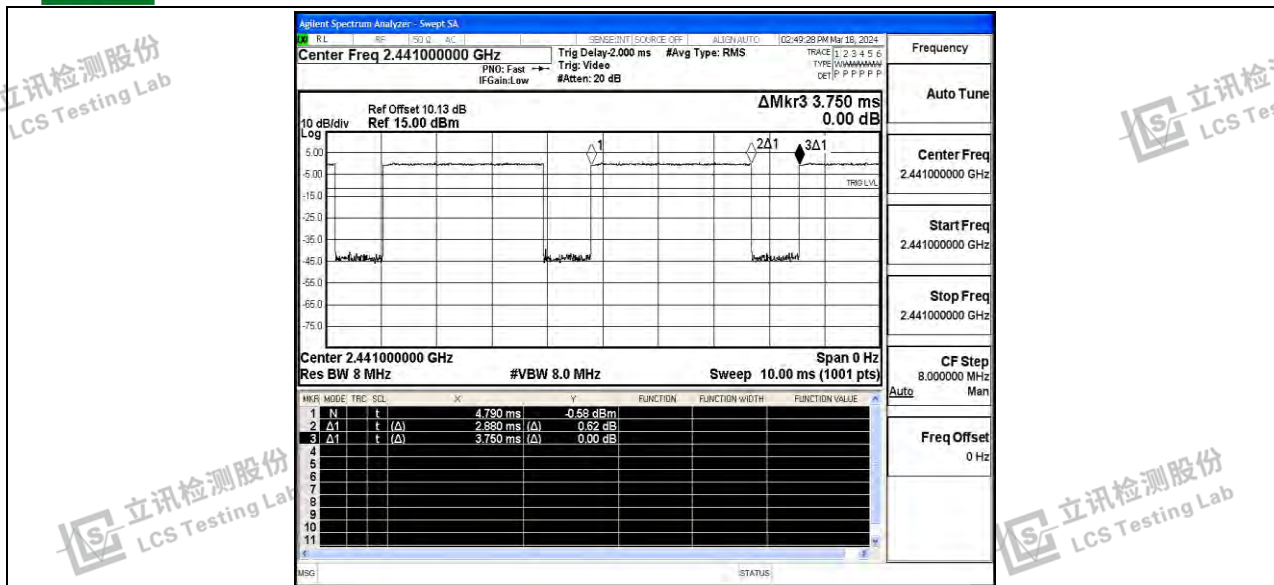 Agilent Spectrum Analyzer - Swept SA
RL RF 50 Ω AC SENSE:INT SOURCE OFF ALIGN AUTO 02:49:28 PM Mar 18, 2024
Center Freq 2.441000000 GHz
PNO: Fast
IFGain:Low
Trig Delay-2.000 ms
Trig: Video
#Atten: 20 dB
#Avg Type: RMS
TRACE 1 2 3 4 5 6
TYPE WWWWWW
DET P P P P P P
Ref Offset 10.13 dB
10 dB/div Ref 15.00 dBm
Log
ΔMkr3 3.750 ms
0.00 dB
1
2Δ1
3Δ1
TRIG LVL
5.00
-5.00
-15.0
-25.0
-35.0
-45.0
-55.0
-65.0
-75.0
Center 2.441000000 GHz Span 0 Hz
Res BW 8 MHz #VBW 8.0 MHz Sweep 10.00 ms (1001 pts)
MKR MODE TRC SCL X Y FUNCTION FUNCTION WIDTH FUNCTION VALUE
1 N t 4.790 ms -0.58 dBm
2 Δ1 t (Δ) 2.880 ms (Δ) 0.62 dB
3 Δ1 t (Δ) 3.750 ms (Δ) 0.00 dB
4
5
6
7
8
9
10
11
MSG STATUS
Frequency
Auto Tune
Center Freq
2.441000000 GHz
Start Freq
2.441000000 GHz
Stop Freq
2.441000000 GHz
CF Step
8.000000 MHz
Auto Man
Freq Offset
0 Hz
立讯检测股份
LCS Testing Lab
立讯检测股份
LCS Testing Lab
立讯检测股份
LCS Testing Lab